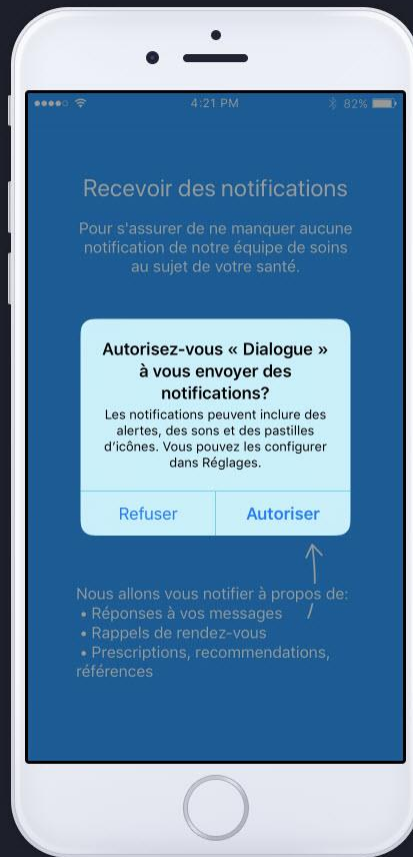 4:21 PM
82%
Recevoir des notifications
Pour s'assurer de ne manquer aucune
notification de notre équipe de soins
au sujet de votre santé.
Autorisez-vous « Dialogue »
à vous envoyer des
notifications?
Les notifications peuvent inclure des
alertes, des sons et des pastilles
d'icônes. Vous pouvez les configurer
dans Réglages.
Refuser
Autoriser
Nous allons vous notifier à propos de:
• Réponses à vos messages
• Rappels de rendez-vous
• Prescriptions, recommendations,
références